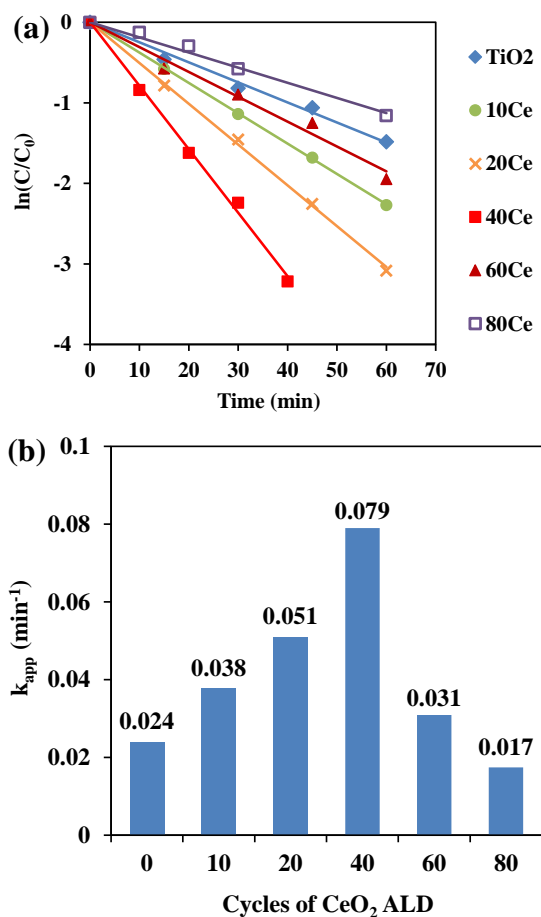 (a)
0
-1
-2
-3
-4
ln(C/C₀)
0 10 20 30 40 50 60 70
Time (min)
TiO2
10Ce
20Ce
40Ce
60Ce
80Ce
(b)
0.1
0.08
0.06
0.04
0.02
0
k_app (min⁻¹)
0.024
0.038
0.051
0.079
0.031
0.017
0 10 20 40 60 80
Cycles of CeO₂ ALD